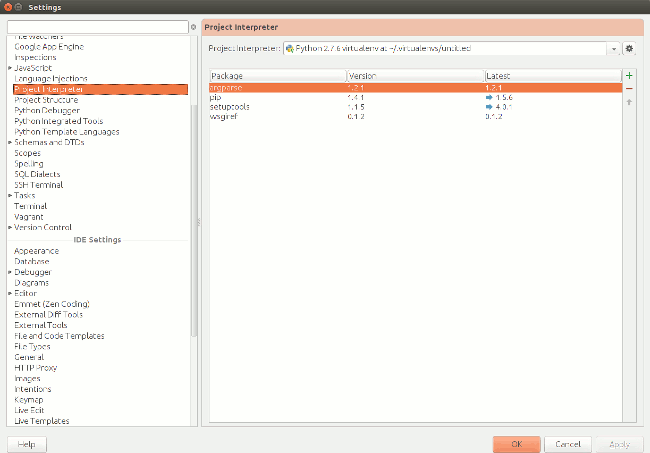 Settings
File Watchers
Google App Engine
Inspections
JavaScript
Language Injections
Project Interpreter
Project Structure
Python Debugger
Python Integrated Tools
Python Template Languages
Schemas and DTDs
Scopes
Spelling
SQL Dialects
SSH Terminal
Tasks
Terminal
Vagrant
Version Control
IDE Settings
Appearance
Database
Debugger
Diagrams
Editor
Emmet (Zen Coding)
External Diff Tools
External Tools
File and Code Templates
File Types
General
HTTP Proxy
Images
Intentions
Keymap
Live Edit
Live Templates
Project Interpreter
Project Interpreter: Python 2.7.6 virtualenv at ~/.virtualenvs/untitled
Package Version Latest
argparse 1.2.1 1.2.1
pip 1.4.1 1.5.6
setuptools 1.1.5 4.0.1
wsgiref 0.1.2 0.1.2
Help OK Cancel Apply